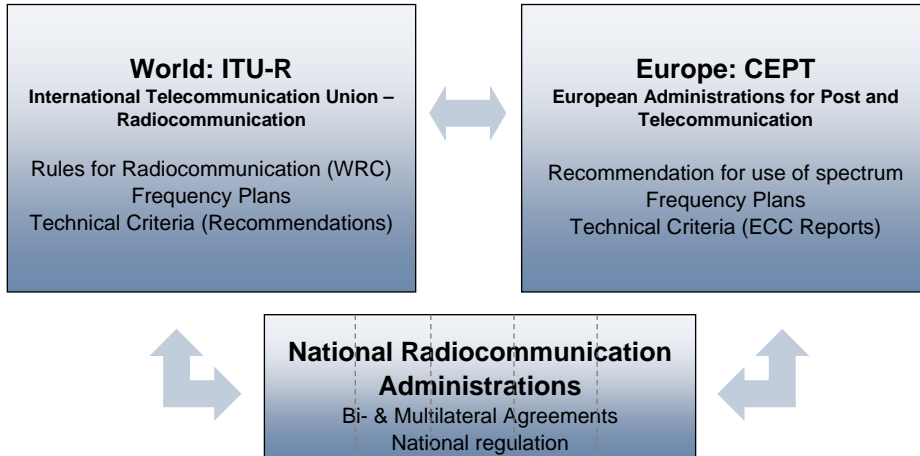 World: ITU-R
International Telecommunication Union –
Radiocommunication
Rules for Radiocommunication (WRC)
Frequency Plans
Technical Criteria (Recommendations)
Europe: CEPT
European Administrations for Post and
Telecommunication
Recommendation for use of spectrum
Frequency Plans
Technical Criteria (ECC Reports)
National Radiocommunication
Administrations
Bi- & Multilateral Agreements
National regulation